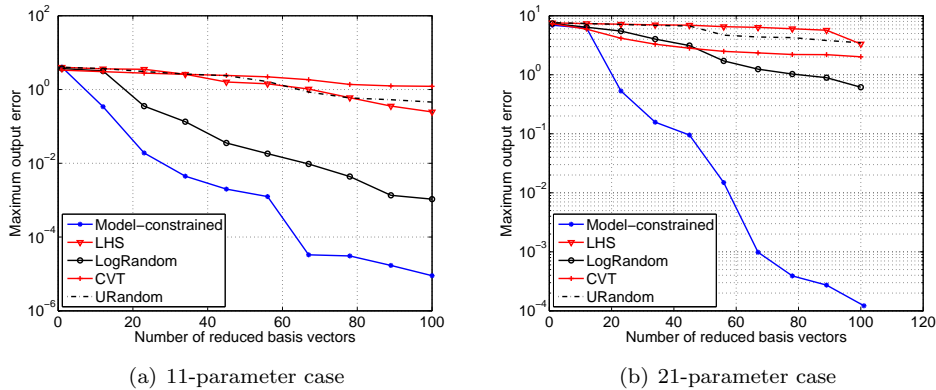 10^2
10^0
10^-2
10^-4
10^-6
Maximum output error
0 20 40 60 80 100
Number of reduced basis vectors
Model-constrained
LHS
LogRandom
CVT
URandom
(a) 11-parameter case
10^1
10^0
10^-1
10^-2
10^-3
10^-4
Maximum output error
0 20 40 60 80 100 120
Number of reduced basis vectors
Model-constrained
LHS
LogRandom
CVT
URandom
(b) 21-parameter case